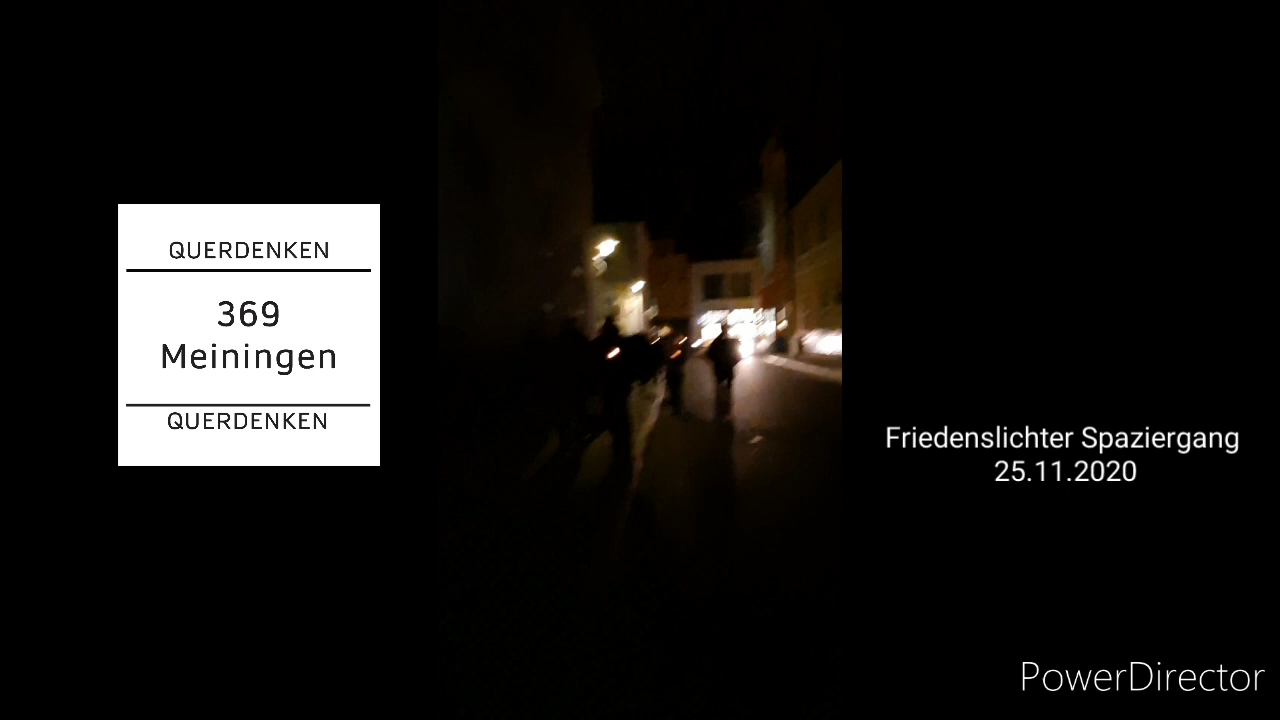 QUERDENKEN
369
Meiningen
QUERDENKEN
Friedenslichter Spaziergang
25.11.2020
PowerDirector